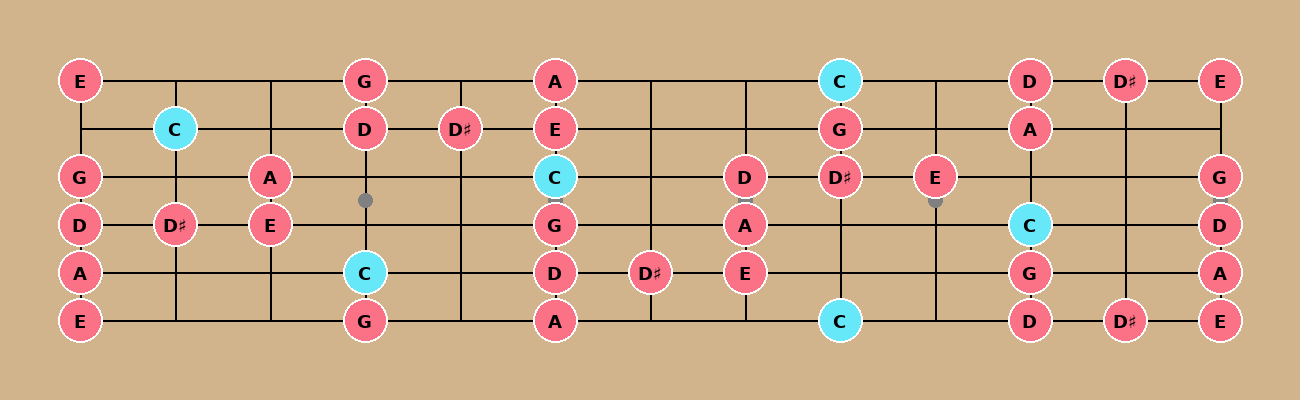 E G A C D D♯ E
C D D♯ E G A
G A C D D♯ E G
D D♯ E G A C D
A C D D♯ E G A
E G A C D D♯ E